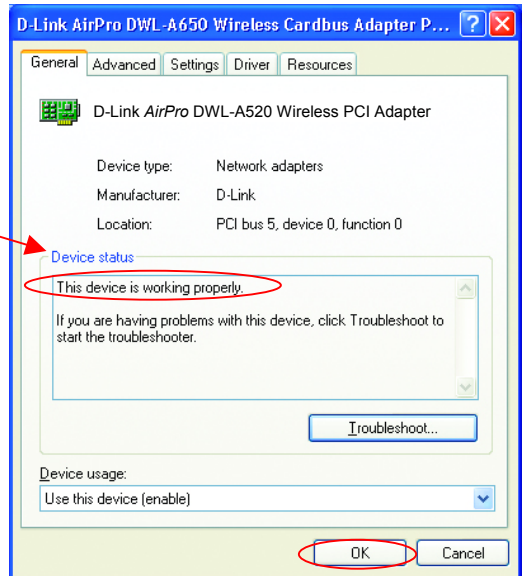 D-Link AirPro DWL-A650 Wireless Cardbus Adapter P...
General Advanced Settings Driver Resources
D-Link AirPro DWL-A520 Wireless PCI Adapter
Device type: Network adapters
Manufacturer: D-Link
Location: PCI bus 5, device 0, function 0
Device status
This device is working properly.
If you are having problems with this device, click Troubleshoot to
start the troubleshooter.
Troubleshoot...
Device usage:
Use this device (enable)
OK Cancel